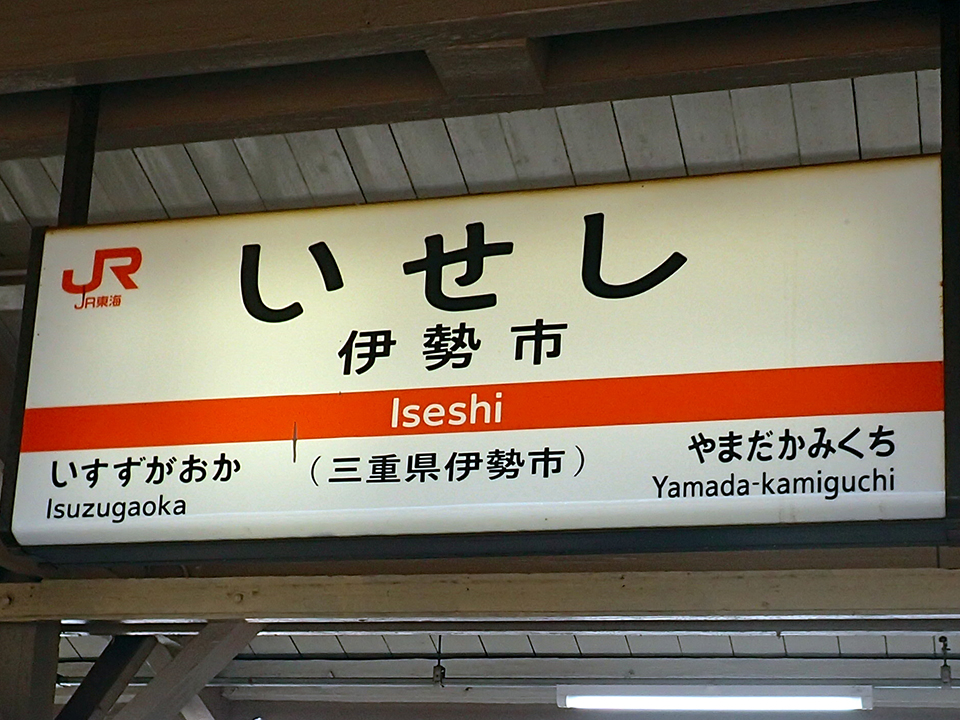 JR
JR東海
いせし
伊勢市
Iseshi
いすずがおか
Isuzugaoka
(三重県伊勢市)
やまだかみくち
Yamada-kamiguchi